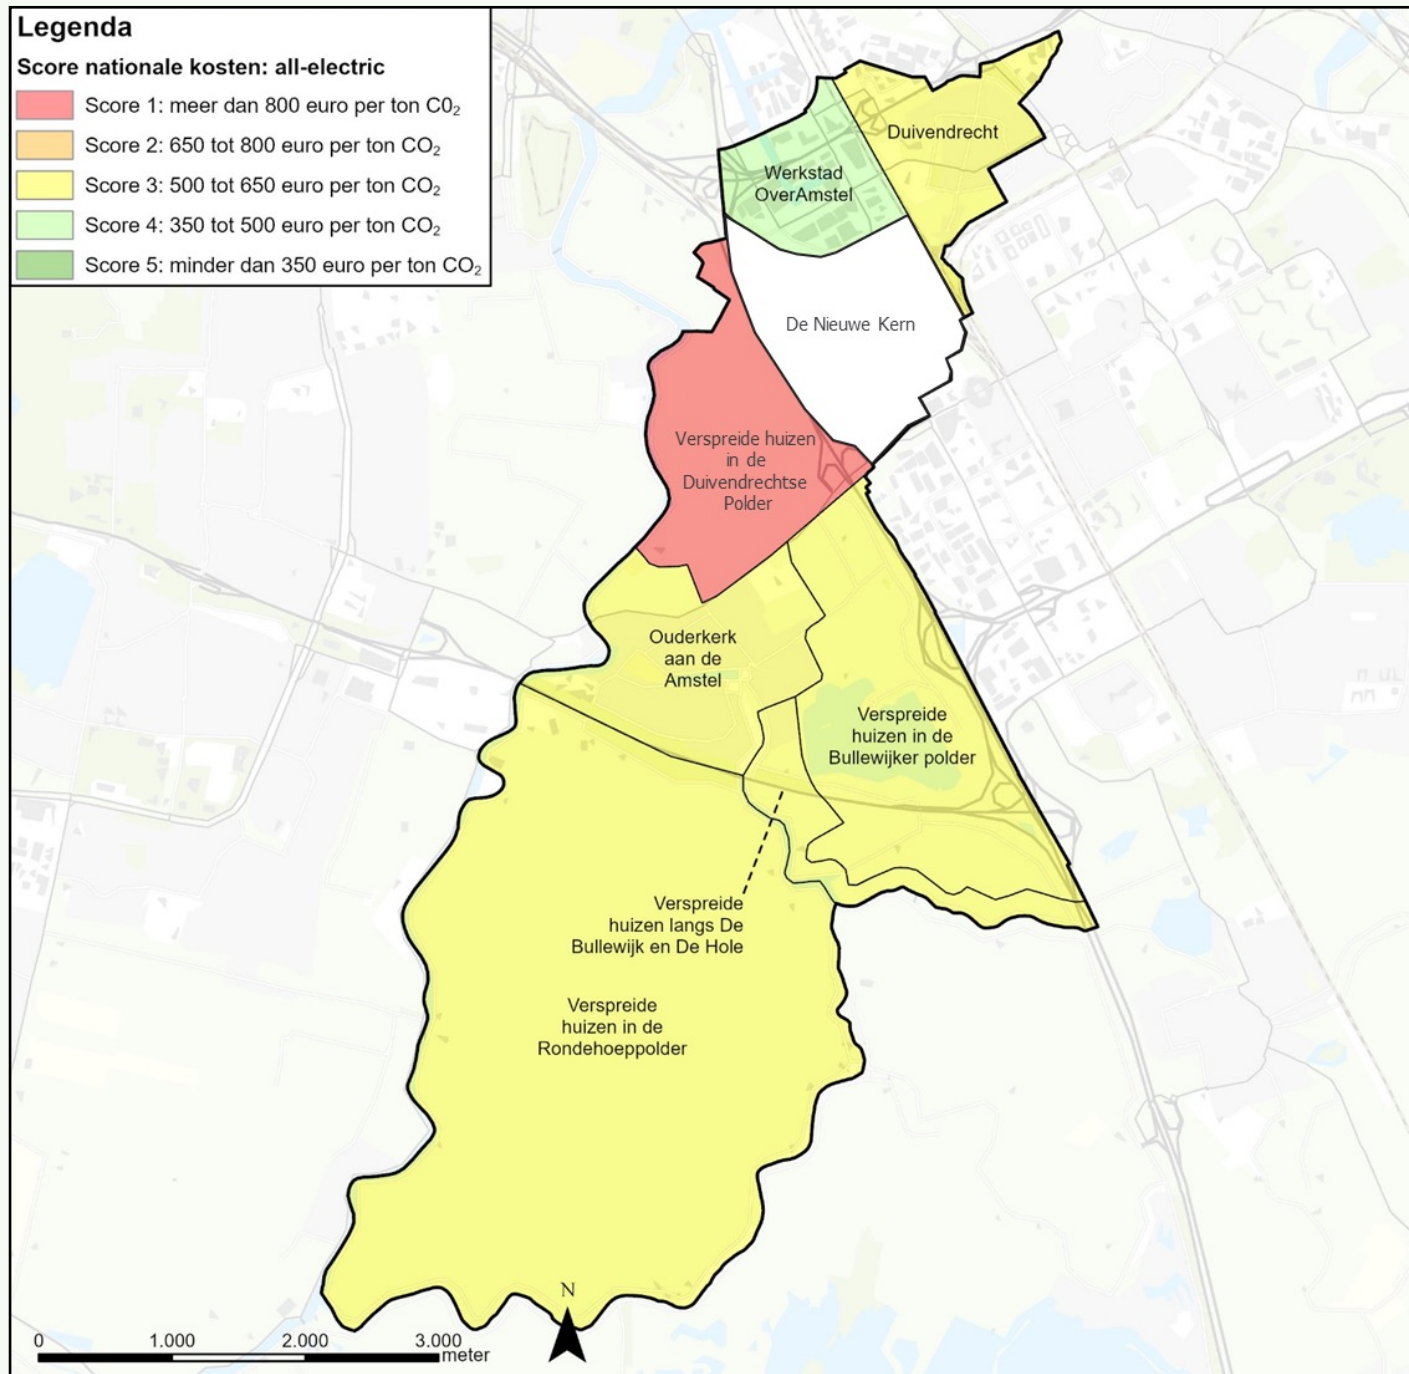 Legenda
Score nationale kosten: all-electric
Score 1: meer dan 800 euro per ton C0₂
Score 2: 650 tot 800 euro per ton CO₂
Score 3: 500 tot 650 euro per ton CO₂
Score 4: 350 tot 500 euro per ton CO₂
Score 5: minder dan 350 euro per ton CO₂
Duivendrecht
Werkstad
OverAmstel
De Nieuwe Kern
Verspreide huizen
in de
Duivendrechtse
Polder
Ouderkerk
aan de
Amstel
Verspreide
huizen in de
Bullewijker polder
Verspreide
huizen langs De
Bullewijk en De Hole
Verspreide
huizen in de
Rondehoeppolder
N
0 1.000 2.000 3.000
meter